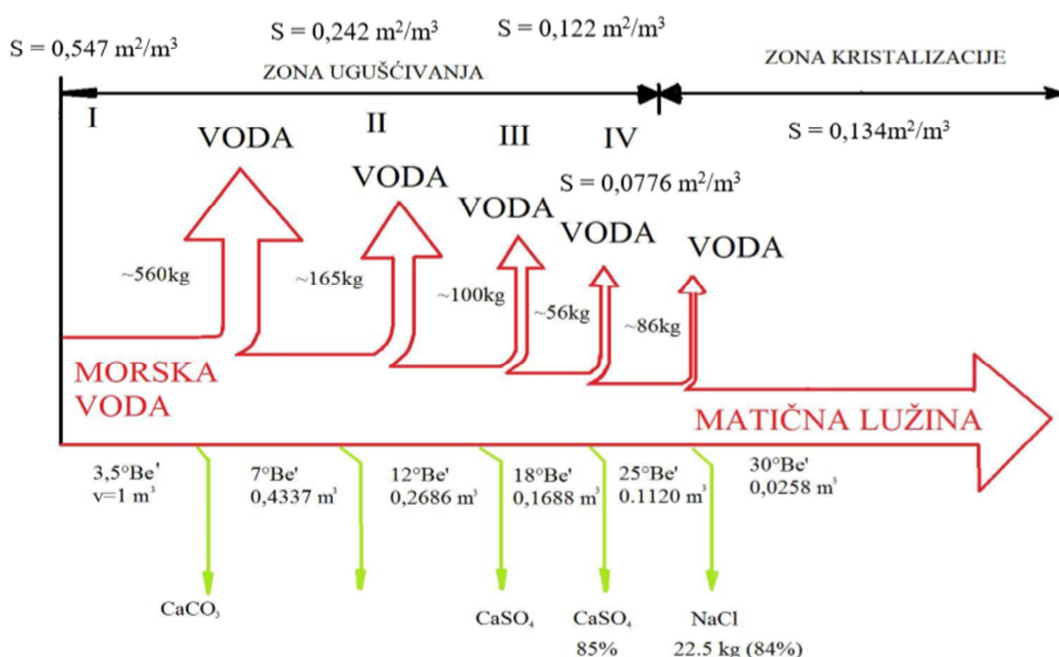 S = 0,547 m²/m³
S = 0,242 m²/m³
S = 0,122 m²/m³
ZONA UGUŠĆIVANJA
ZONA KRISTALIZACIJE
I
II
III
IV
S = 0,134m²/m³
S = 0,0776 m²/m³
VODA
VODA
VODA
VODA
VODA
~560kg
~165kg
~100kg
~56kg
~86kg
MORSKA
VODA
MATIČNA LUŽINA
3,5°Be'
v=1 m³
7°Be'
0,4337 m³
12°Be'
0,2686 m³
18°Be'
0,1688 m³
25°Be'
0.1120 m³
30°Be'
0,0258 m³
CaCO₃
CaSO₄
CaSO₄
85%
NaCl
22.5 kg (84%)